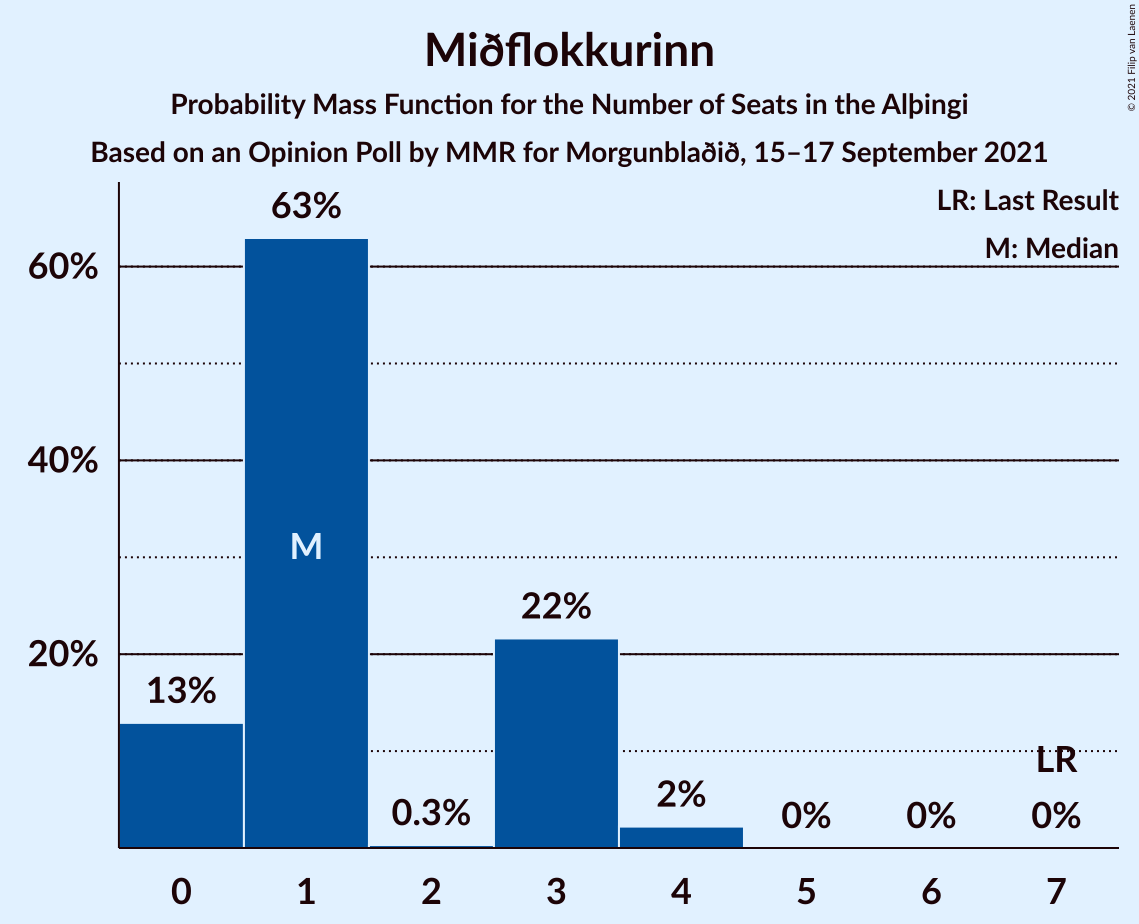 Miðflokkurinn
Probability Mass Function for the Number of Seats in the Alþingi
Based on an Opinion Poll by MMR for Morgunblaðið, 15–17 September 2021
© 2021 Filip van Laenen
LR: Last Result
M: Median
60%
40%
20%
13%
63%
M
0.3%
22%
2%
0%
0%
LR
0%
0 1 2 3 4 5 6 7